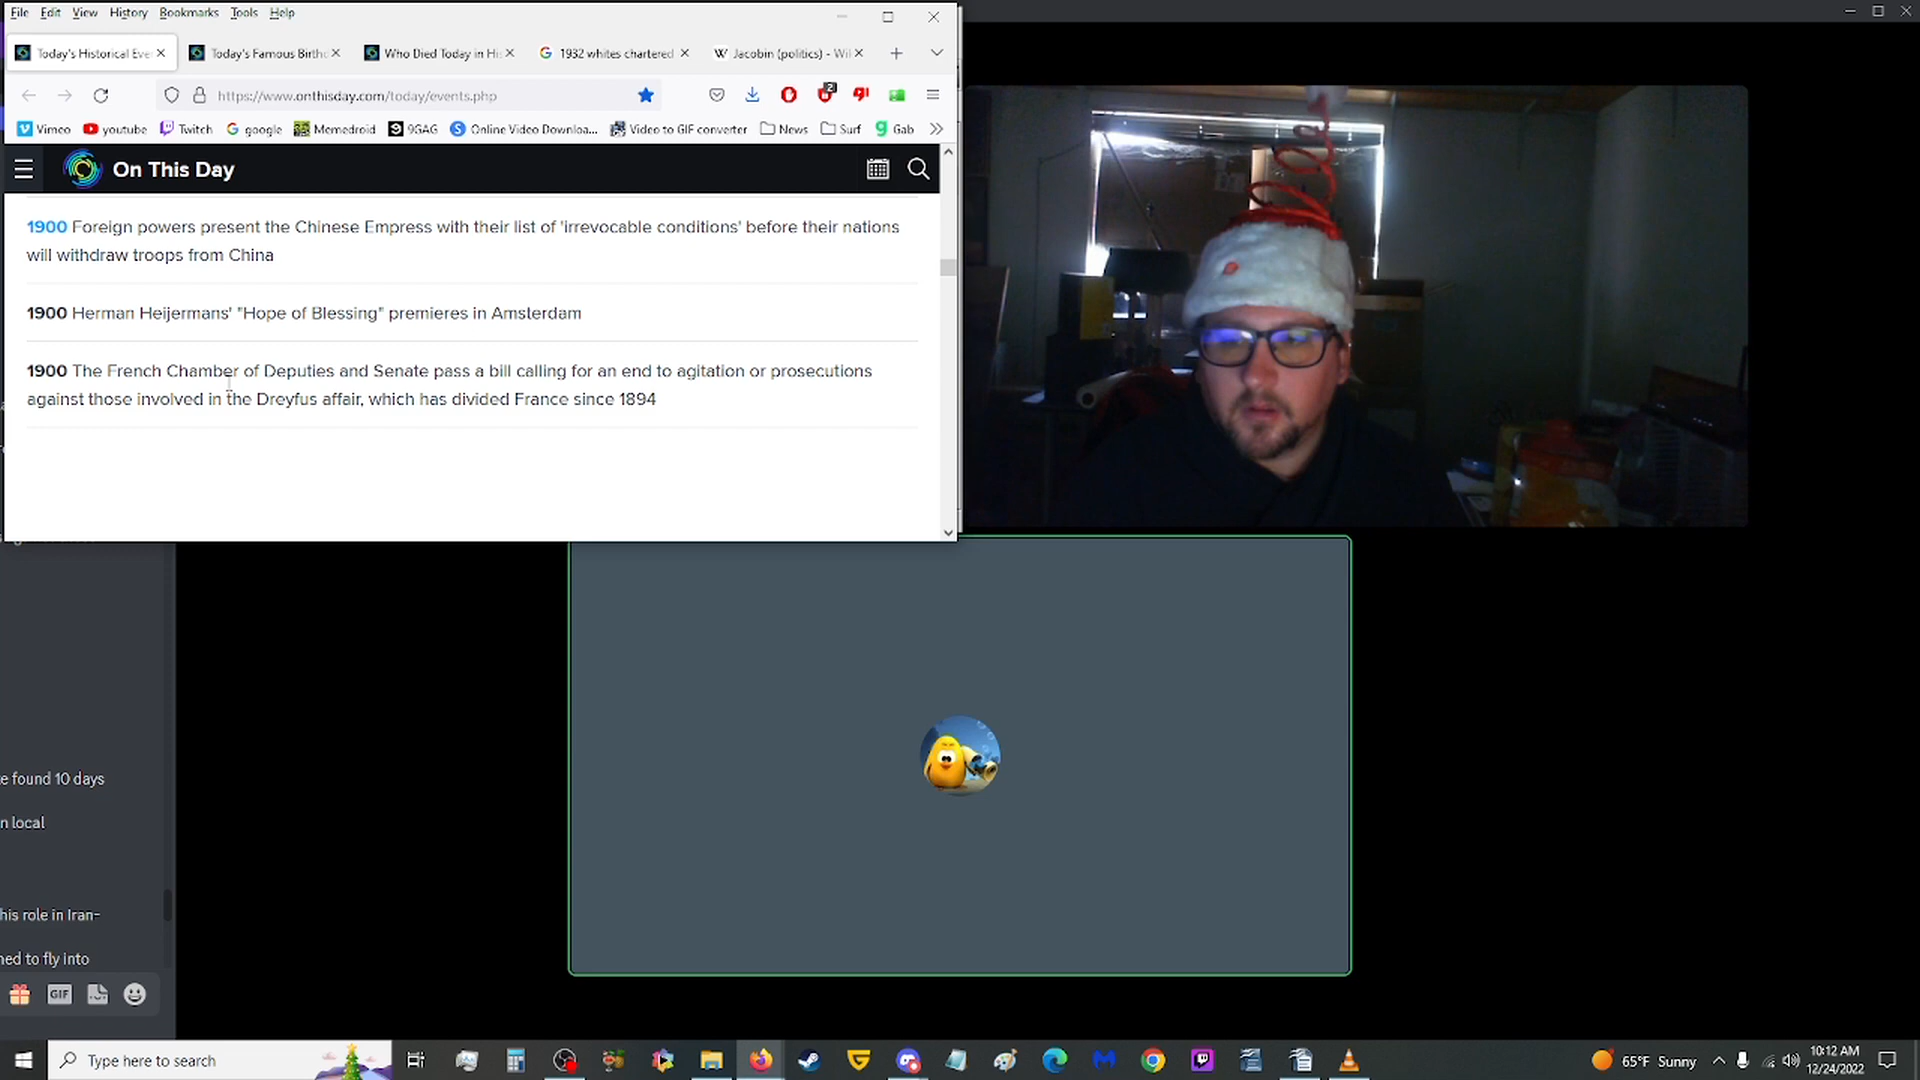 File Edit View History Bookmarks Tools Help
Today's Historical Eve
Today's Famous Birth
Who Died Today in His
1932 whites chartered
Jacobin (politics) - Wi
https://www.onthisday.com/today/events.php
2
Vimeo youtube Twitch google Memedroid 9GAG Online Video Downloa... Video to GIF converter News Surf Gab
On This Day
1900 Foreign powers present the Chinese Empress with their list of 'irrevocable conditions' before their nations
will withdraw troops from China
1900 Herman Heijermans' "Hope of Blessing" premieres in Amsterdam
1900 The French Chamber of Deputies and Senate pass a bill calling for an end to agitation or prosecutions
against those involved in the Dreyfus affair, which has divided France since 1894
e found 10 days
n local
his role in Iran-
ned to fly into
GIF
Type here to search
65°F Sunny
10:12 AM
12/24/2022